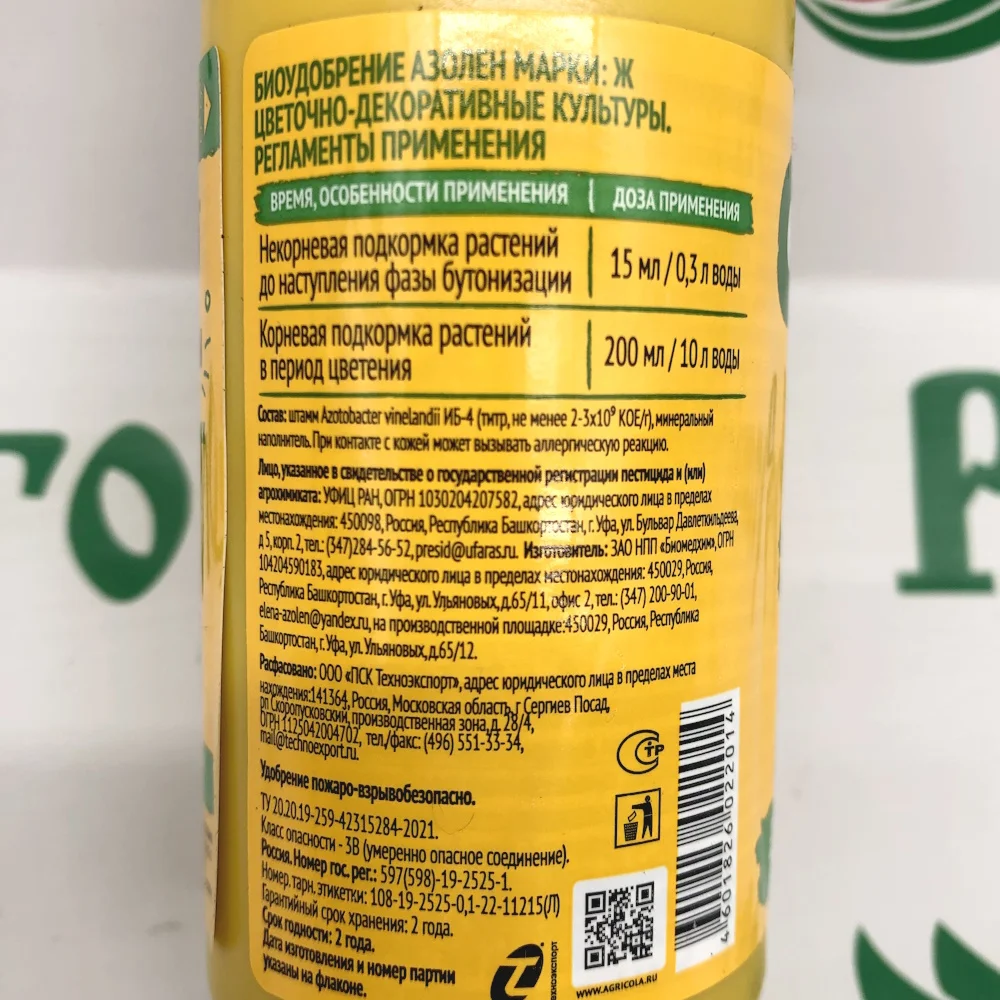 БИОУДОБРЕНИЕ АЗОЛЕН МАРКИ: Ж
ЦВЕТОЧНО-ДЕКОРАТИВНЫЕ КУЛЬТУРЫ.
РЕГЛАМЕНТЫ ПРИМЕНЕНИЯ
ВРЕМЯ, ОСОБЕННОСТИ ПРИМЕНЕНИЯ | ДОЗА ПРИМЕНЕНИЯ
Некорневая подкормка растений
до наступления фазы бутонизации
15 мл / 0,3 л воды
Корневая подкормка растений
в период цветения
200 мл / 10 л воды
Состав: штамм Azotobacter vinelandii ИБ-4 (титр, не менее 2-3х10⁹ КОЕ/г), минеральный
наполнитель. При контакте с кожей может вызывать аллергическую реакцию.
Лицо, указанное в свидетельстве о государственной регистрации пестицида и (или)
агрохимиката: УФИЦ РАН, ОГРН 1030204207582, адрес юридического лица в пределах
местонахождения: 450098, Россия, Республика Башкортостан, г. Уфа, ул. Бульвар Давлеткильдеева,
д 5, корп. 2, тел.: (347)284-56-52, presid@ufaras.ru. Изготовитель: ЗАО НПП «Биомедхим», ОГРН
104204590183, адрес юридического лица в пределах местонахождения: 450029, Россия,
Республика Башкортостан, г. Уфа, ул. Ульяновых, д.65/11, офис 2, тел.: (347) 200-90-01,
elena-azolen@yandex.ru, на производственной площадке:450029, Россия, Республика
Башкортостан, г. Уфа, ул. Ульяновых, д.65/12.
Расфасовано: ООО «ПСК Техноэкспорт», адрес юридического лица в пределах места
нахождения:141364, Россия, Московская область, г Сергиев Посад,
рп Скоропусковский, производственная зона, д. 28/4,
ОГРН 1125042004702, тел./факс: (496) 551-33-34,
mail@technoexport.ru.
Удобрение пожаро-взрывобезопасно.
ТУ 20.20.19-259-42315284-2021.
Класс опасности - 3В (умеренно опасное соединение).
Россия. Номер гос. рег.: 597(598)-19-2525-1.
Номер. тарн. этикетки: 108-19-2525-0,1-22-11215(Л)
Гарантийный срок хранения: 2 года.
Срок годности: 2 года.
Дата изготовления и номер партии
указаны на флаконе.
СТР
техноэкспорт
WWW.AGRICOLA.RU
4601826022014